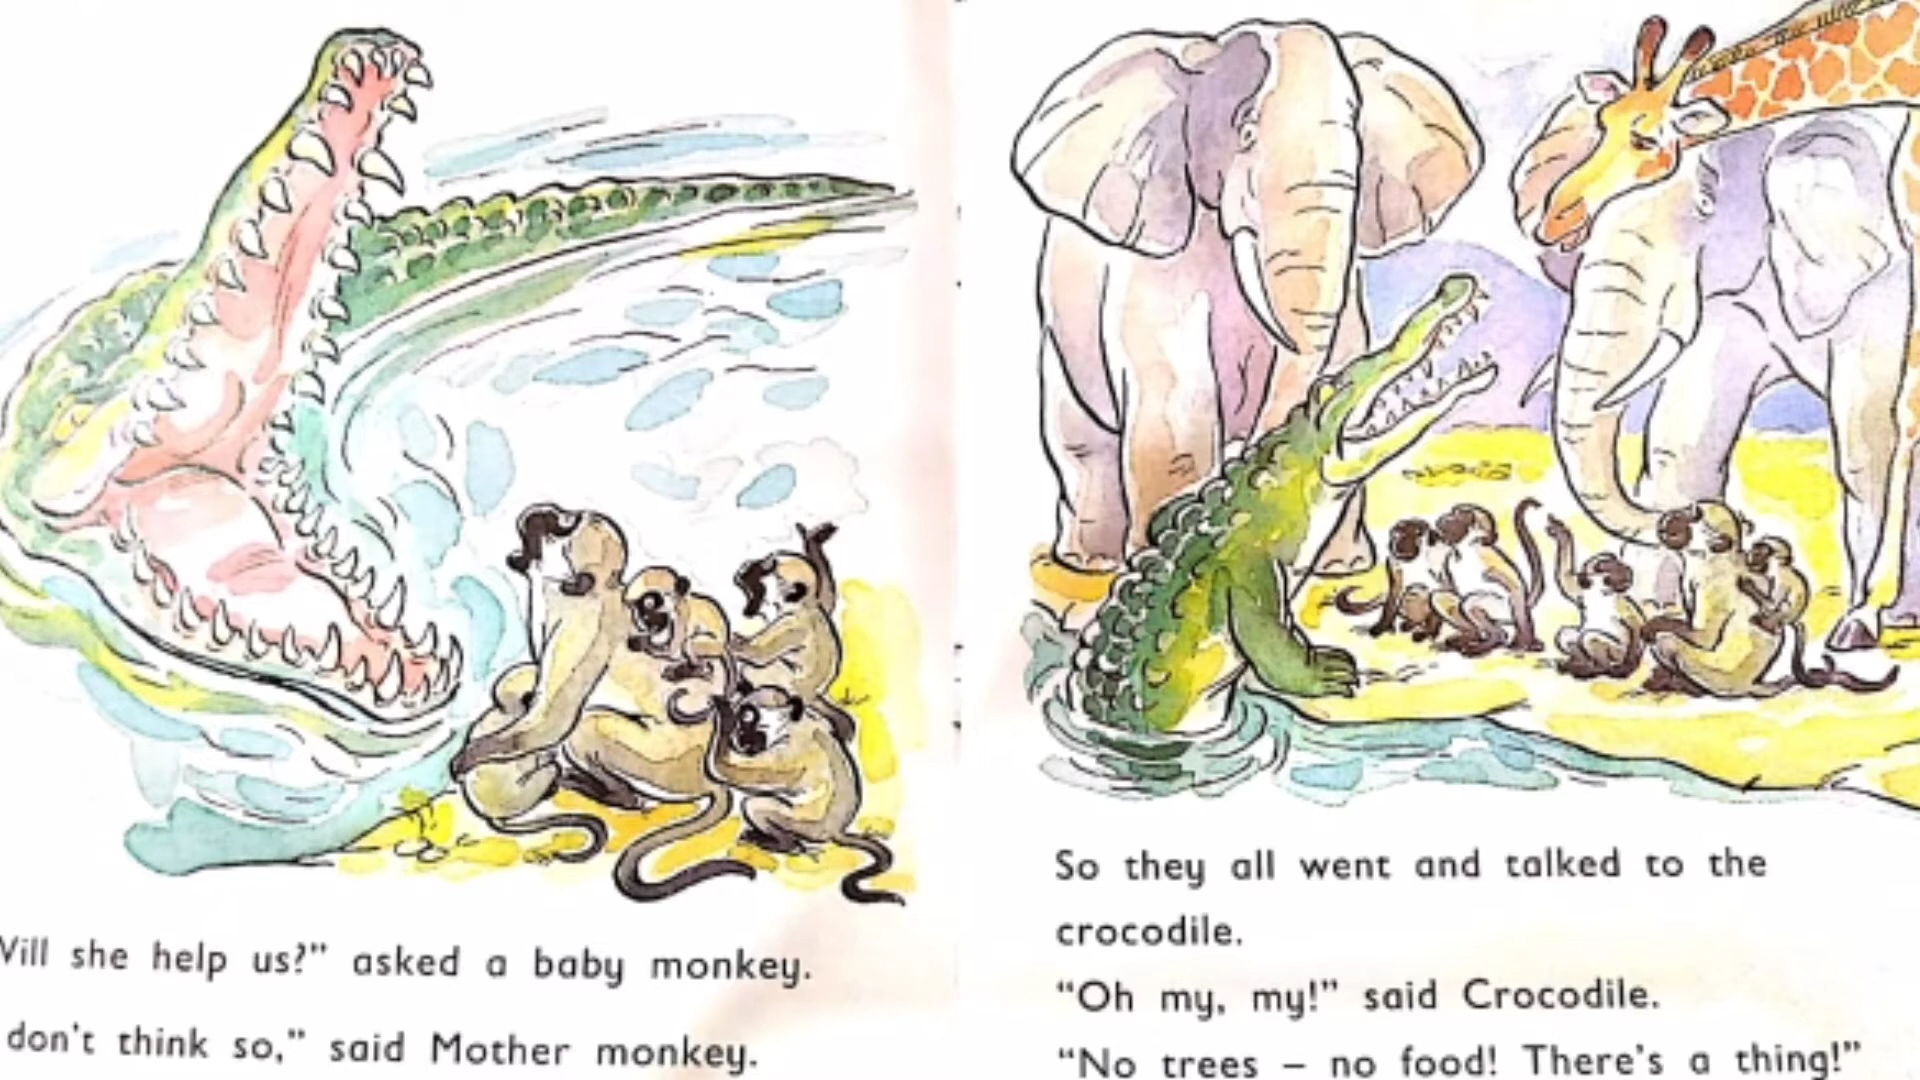 Will she help us?" asked a baby monkey.
don't think so," said Mother monkey.
So they all went and talked to the
crocodile.
"Oh my, my!" said Crocodile.
"No trees – no food! There's a thing!"